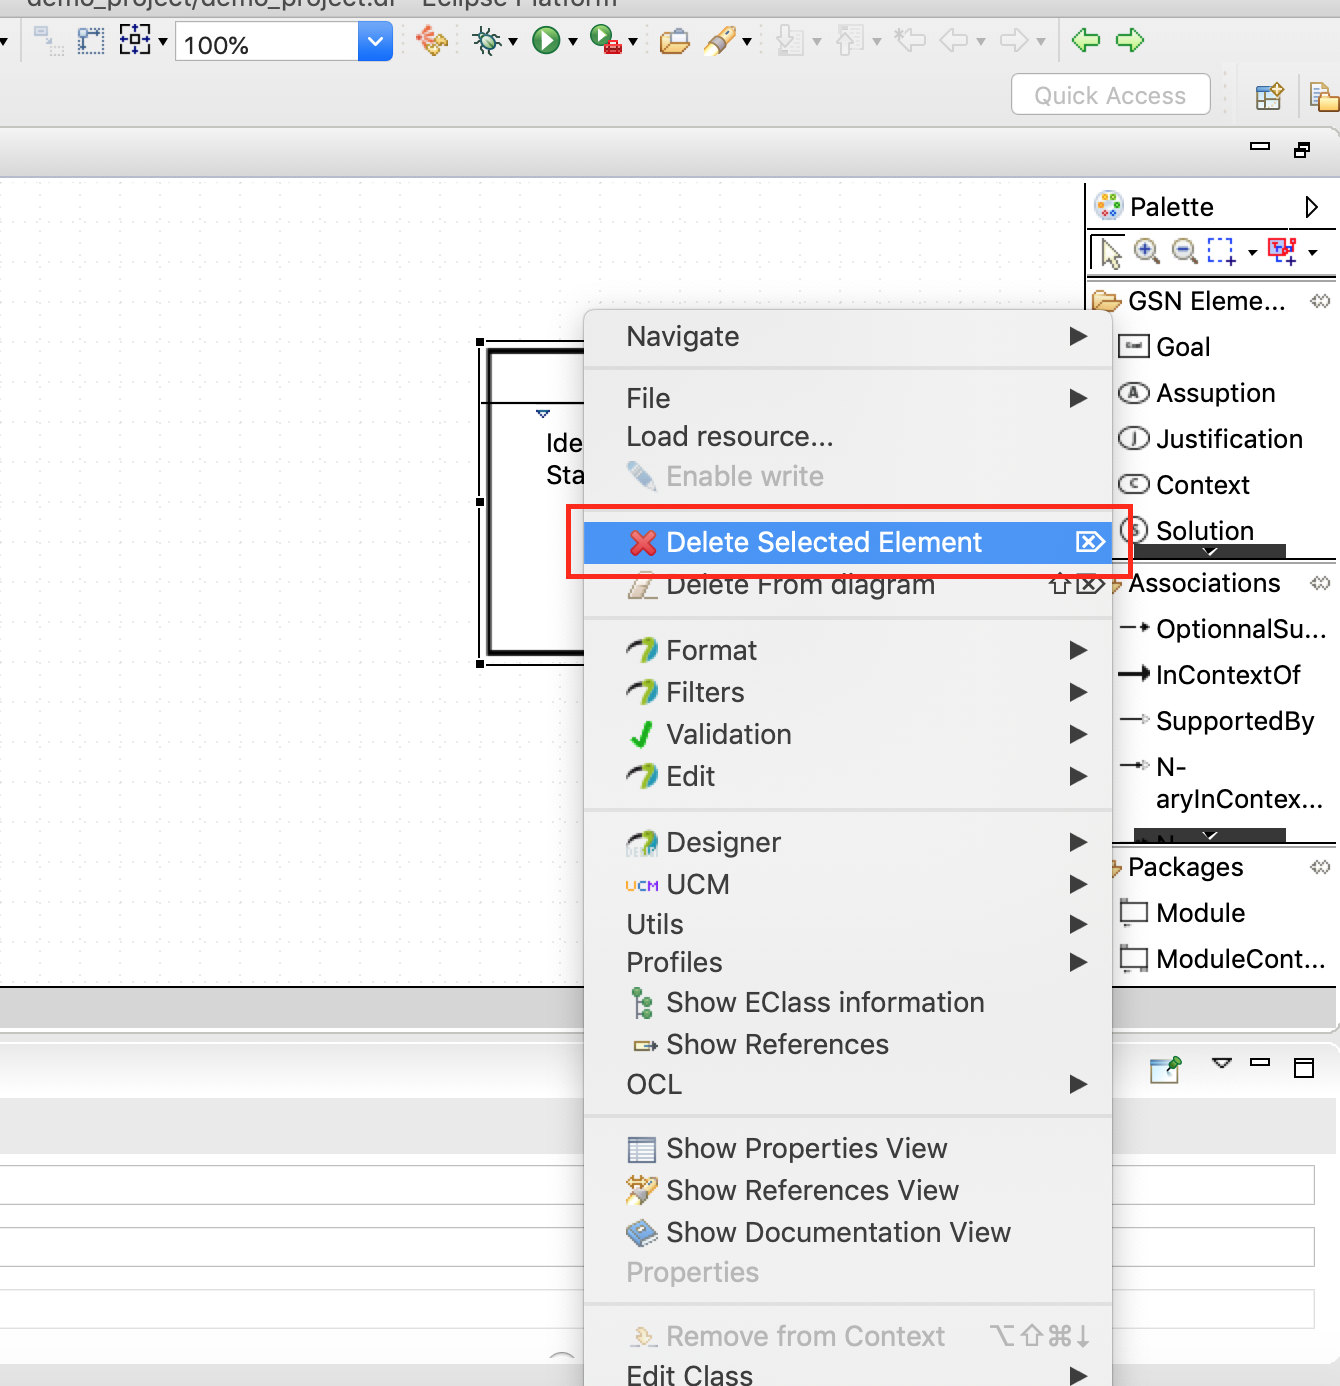 demo_project/demo_project.di - Eclipse Platform
100%
Quick Access
Palette
GSN Eleme...
Goal
Assuption
Justification
Context
Solution
Associations
OptionnalSu...
InContextOf
SupportedBy
N-
aryInContex...
Packages
Module
ModuleCont...
Ide
Sta
Navigate
File
Load resource...
Enable write
Delete Selected Element
Delete From diagram
Format
Filters
Validation
Edit
Designer
UCM UCM
Utils
Profiles
Show EClass information
Show References
OCL
Show Properties View
Show References View
Show Documentation View
Properties
Remove from Context ⌥⇧⌘↓
Edit Class